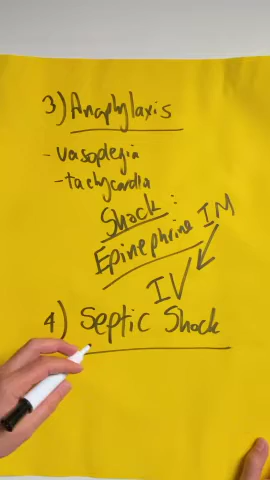 3) Anaphylaxis
- vasoplegia
- tachycardia
Shock:
Epinephrine IM
IV
4) Septic Shock